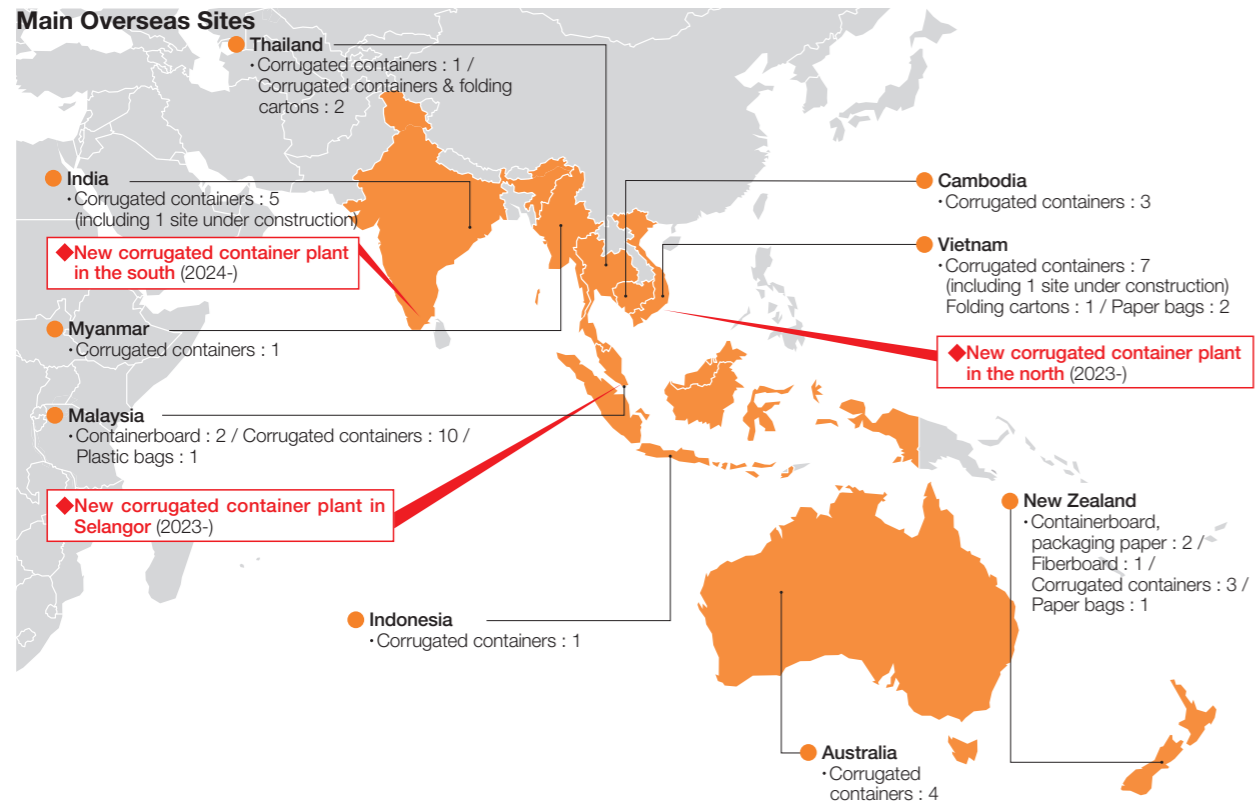 Main Overseas Sites
Thailand
・Corrugated containers : 1 /
Corrugated containers & folding
cartons : 2
India
・Corrugated containers : 5
(including 1 site under construction)
◆New corrugated container plant
in the south (2024-)
Myanmar
・Corrugated containers : 1
Malaysia
・Containerboard : 2 / Corrugated containers : 10 /
Plastic bags : 1
◆New corrugated container plant in
Selangor (2023-)
Indonesia
・Corrugated containers : 1
Cambodia
・Corrugated containers : 3
Vietnam
・Corrugated containers : 7
(including 1 site under construction)
Folding cartons : 1 / Paper bags : 2
◆New corrugated container plant
in the north (2023-)
New Zealand
・Containerboard,
packaging paper : 2 /
Fiberboard : 1 /
Corrugated containers : 3 /
Paper bags : 1
Australia
・Corrugated
containers : 4